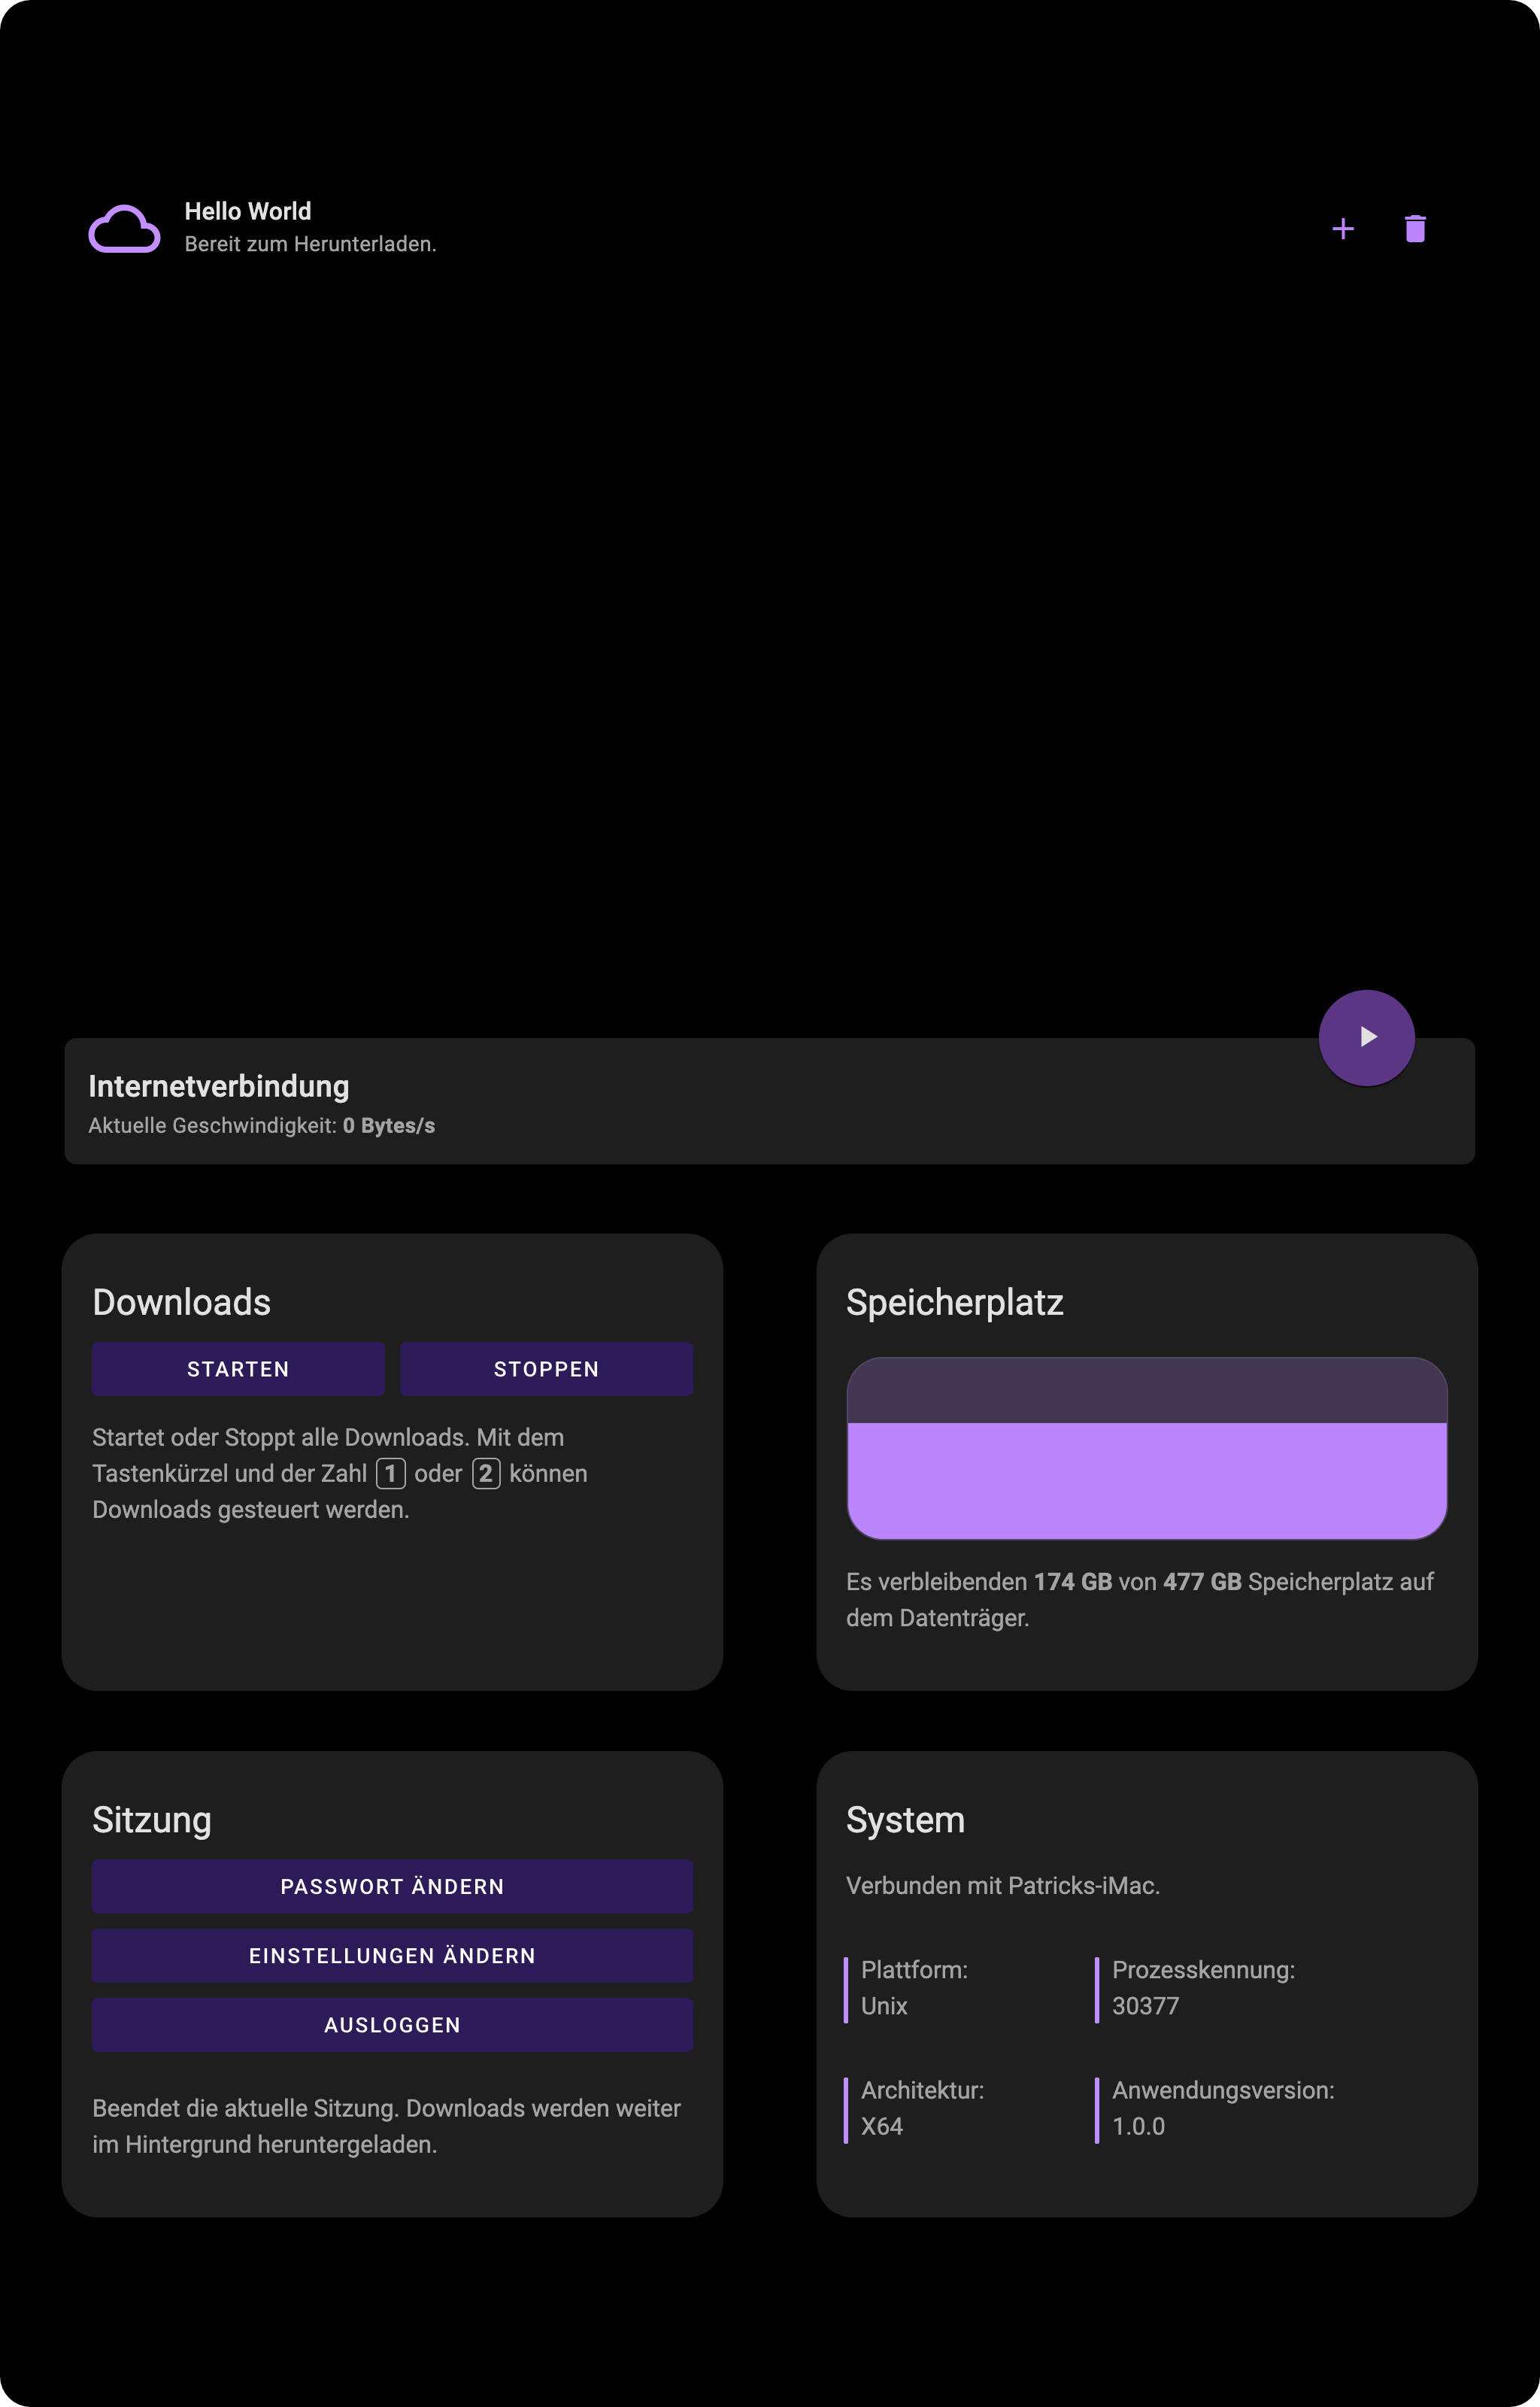 Hello World
Bereit zum Herunterladen.
Internetverbindung
Aktuelle Geschwindigkeit: 0 Bytes/s
Downloads
STARTEN
STOPPEN
Startet oder Stoppt alle Downloads. Mit dem
Tastenkürzel und der Zahl 1 oder 2 können
Downloads gesteuert werden.
Speicherplatz
Es verbleibenden 174 GB von 477 GB Speicherplatz auf
dem Datenträger.
Sitzung
PASSWORT ÄNDERN
EINSTELLUNGEN ÄNDERN
AUSLOGGEN
Beendet die aktuelle Sitzung. Downloads werden weiter
im Hintergrund heruntergeladen.
System
Verbunden mit Patricks-iMac.
Plattform:
Unix
Prozesskennung:
30377
Architektur:
X64
Anwendungsversion:
1.0.0